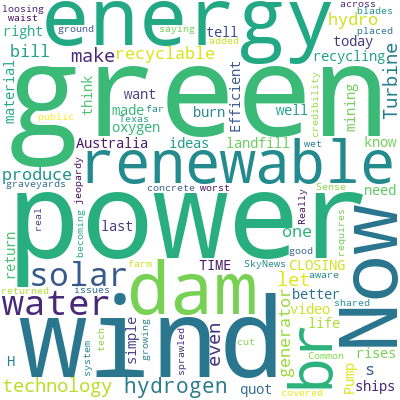 loosing
waist
ground
saying
across
blades
added
placed
energy
hydro
right
bill
make
tell
today
recyclable
Turbine
green
material
think
want
recycling
made
burn
Efficient
well
mining
credibility
public
far
texas
oxygen
wet
Australia
ideas
landfill
know
renewable
produce
jeopardy
concrete
worst
Really
Sense
need
graveyards
becoming
real
power
one
requires
return
last
good
Now
solar
TIME
SkyNews
CLOSING
aware
returned
issues
farm
dam
let
better
shared
water
wind
even
generator
video
life
br
growing
cut
Common
rises
H
system
tech
simple
sprawled
s
technology
hydrogen
quot
Pump
covered
ships